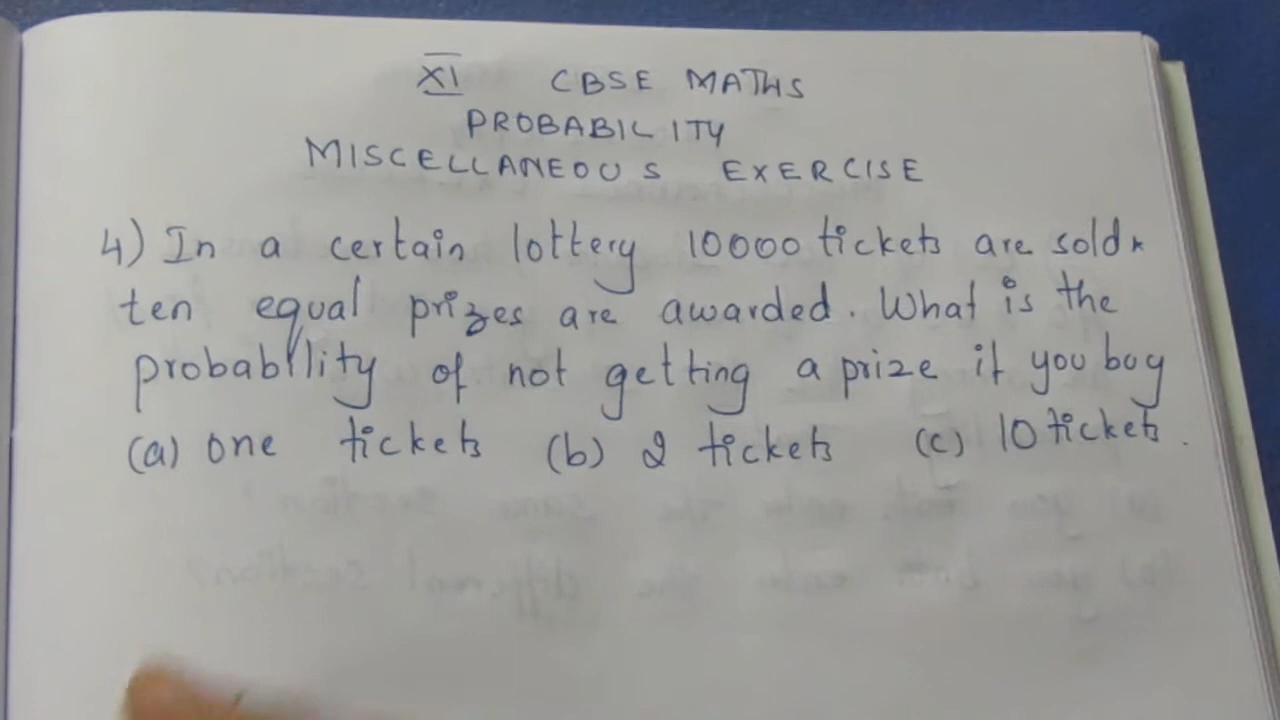 XI CBSE MATHS
PROBABILITY
MISCELLANEOUS EXERCISE
4) In a certain lottery 10000 tickets are sold &
ten equal prizes are awarded. What is the
probability of not getting a prize if you buy
(a) one tickets (b) 2 tickets (c) 10 tickets.